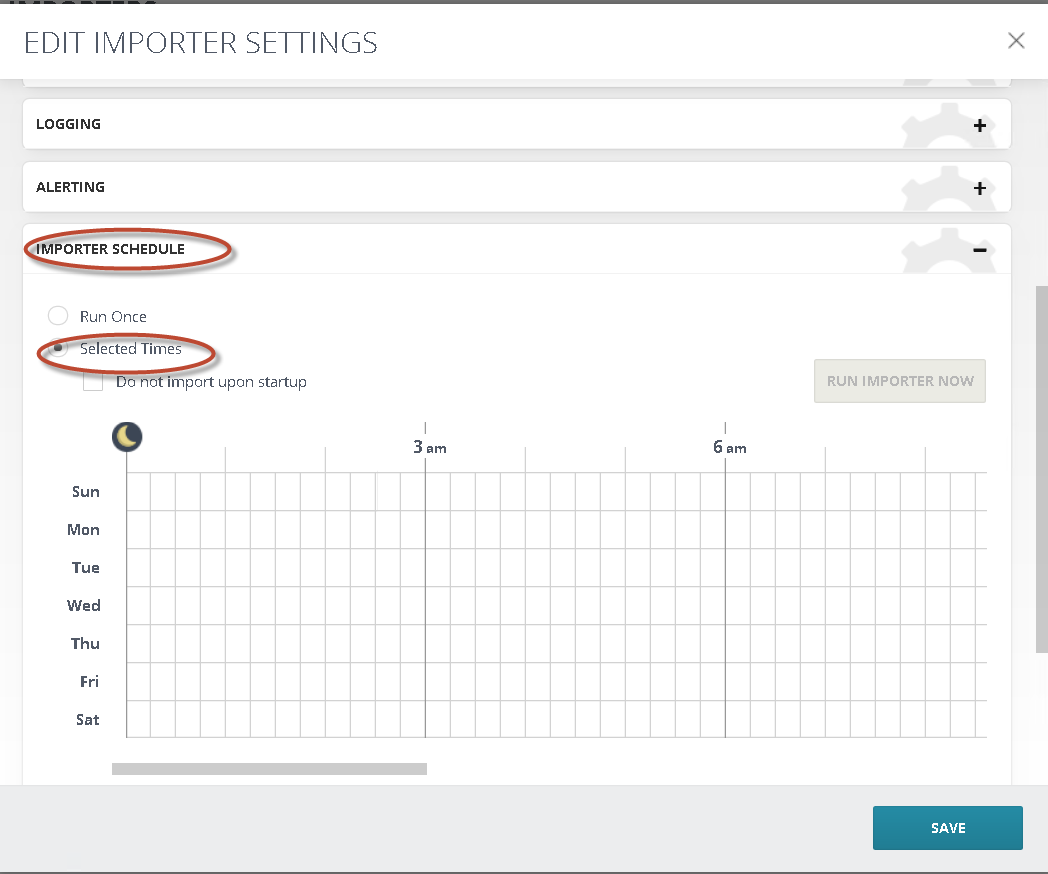 EDIT IMPORTER SETTINGS
LOGGING
ALERTING
IMPORTER SCHEDULE
Run Once
Selected Times
Do not import upon startup
RUN IMPORTER NOW
3 am 6 am
Sun
Mon
Tue
Wed
Thu
Fri
Sat
SAVE